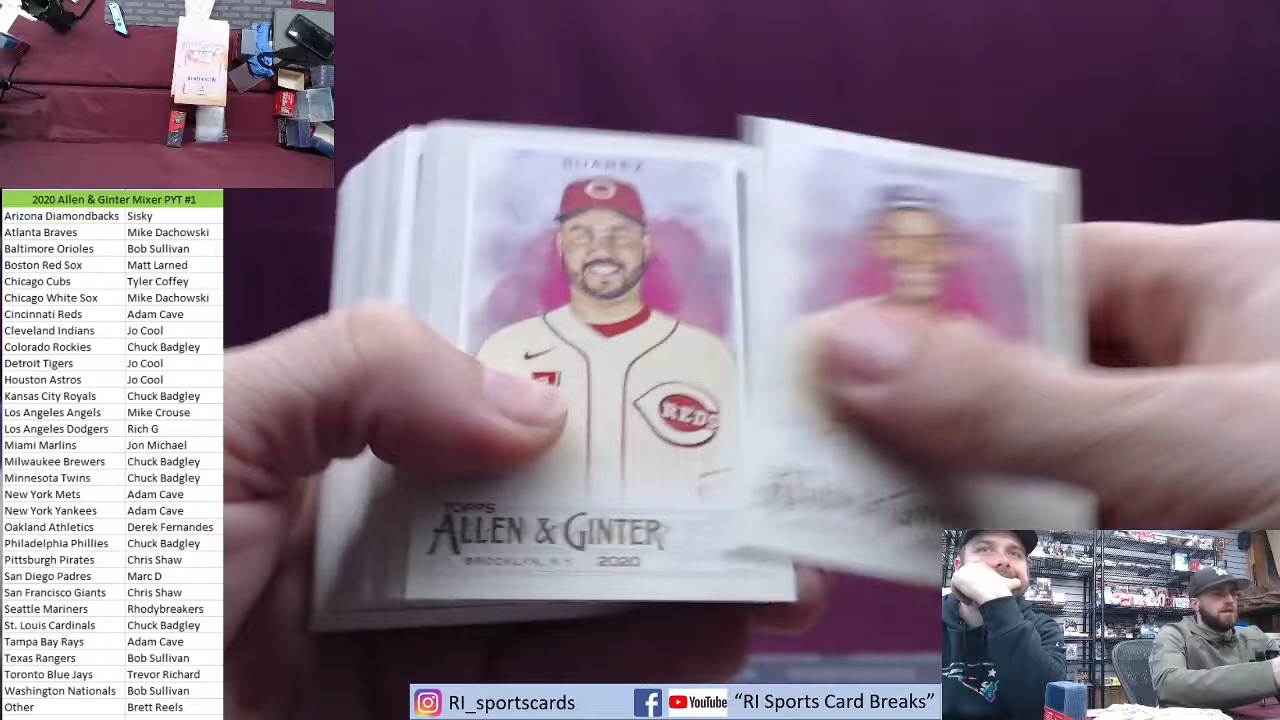 2020 Allen & Ginter Mixer PYT #1
Arizona Diamondbacks Sisky
Atlanta Braves Mike Dachowski
Baltimore Orioles Bob Sullivan
Boston Red Sox Matt Larned
Chicago Cubs Tyler Coffey
Chicago White Sox Mike Dachowski
Cincinnati Reds Adam Cave
Cleveland Indians Jo Cool
Colorado Rockies Chuck Badgley
Detroit Tigers Jo Cool
Houston Astros Jo Cool
Kansas City Royals Chuck Badgley
Los Angeles Angels Mike Crouse
Los Angeles Dodgers Rich G
Miami Marlins Jon Michael
Milwaukee Brewers Chuck Badgley
Minnesota Twins Chuck Badgley
New York Mets Adam Cave
New York Yankees Adam Cave
Oakland Athletics Derek Fernandes
Philadelphia Phillies Chuck Badgley
Pittsburgh Pirates Chris Shaw
San Diego Padres Marc D
San Francisco Giants Chris Shaw
Seattle Mariners Rhodybreakers
St. Louis Cardinals Chuck Badgley
Tampa Bay Rays Adam Cave
Texas Rangers Bob Sullivan
Toronto Blue Jays Trevor Richard
Washington Nationals Bob Sullivan
Other Brett Reels
SUAREZ
REDS
TOPPS
ALLEN & GINTER
BROOKLYN, N.Y. 2020
RI_sportscards
YouTube "RI Sports Card Breaks"